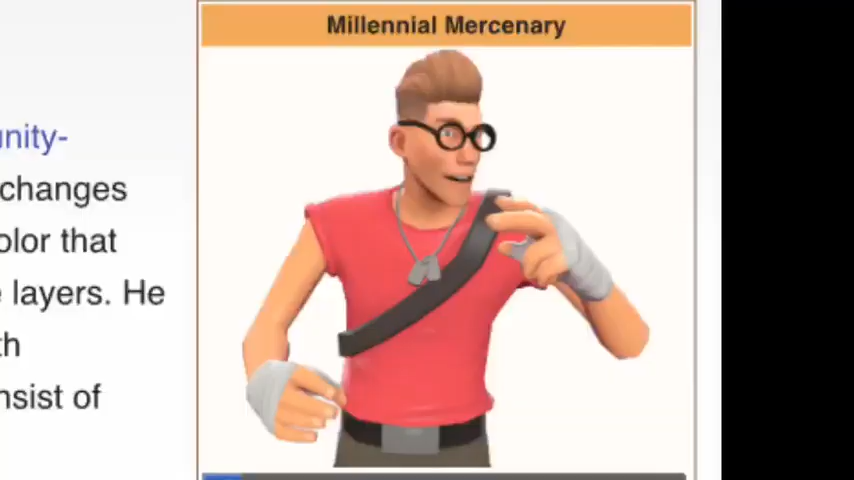 Millennial Mercenary
unity-
changes
olor that
layers. He
th
nsist of